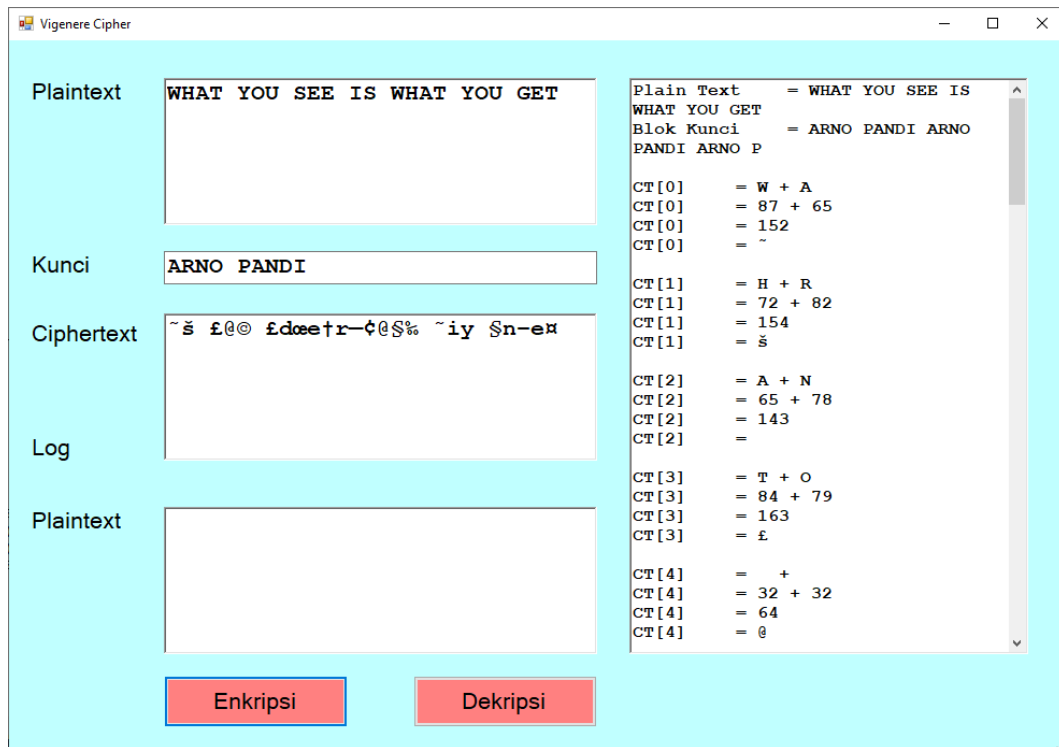 Vigenere Cipher
Plaintext
WHAT YOU SEE IS WHAT YOU GET
Kunci
ARNO PANDI
Ciphertext
˜š £@© £dœe†r—¢@§‰ ˜iy §n–e¤
Log
Plaintext
Enkripsi
Dekripsi
Plain Text = WHAT YOU SEE IS
WHAT YOU GET
Blok Kunci = ARNO PANDI ARNO
PANDI ARNO P
CT[0] = W + A
CT[0] = 87 + 65
CT[0] = 152
CT[0] = ˜
CT[1] = H + R
CT[1] = 72 + 82
CT[1] = 154
CT[1] = š
CT[2] = A + N
CT[2] = 65 + 78
CT[2] = 143
CT[2] =
CT[3] = T + O
CT[3] = 84 + 79
CT[3] = 163
CT[3] = £
CT[4] = +
CT[4] = 32 + 32
CT[4] = 64
CT[4] = @